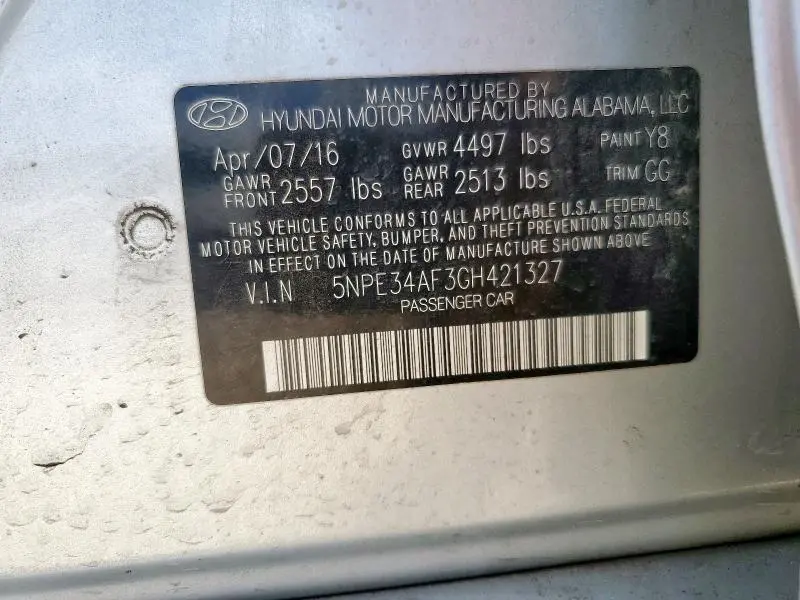 MANUFACTURED BY
HYUNDAI MOTOR MANUFACTURING ALABAMA, LLC
Apr/07/16 GVWR 4497 lbs PAINT Y8
GAWR FRONT 2557 lbs GAWR REAR 2513 lbs TRIM GG
THIS VEHICLE CONFORMS TO ALL APPLICABLE U.S.A. FEDERAL
MOTOR VEHICLE SAFETY, BUMPER, AND THEFT PREVENTION STANDARDS
IN EFFECT ON THE DATE OF MANUFACTURE SHOWN ABOVE
V.I.N 5NPE34AF3GH421327
PASSENGER CAR